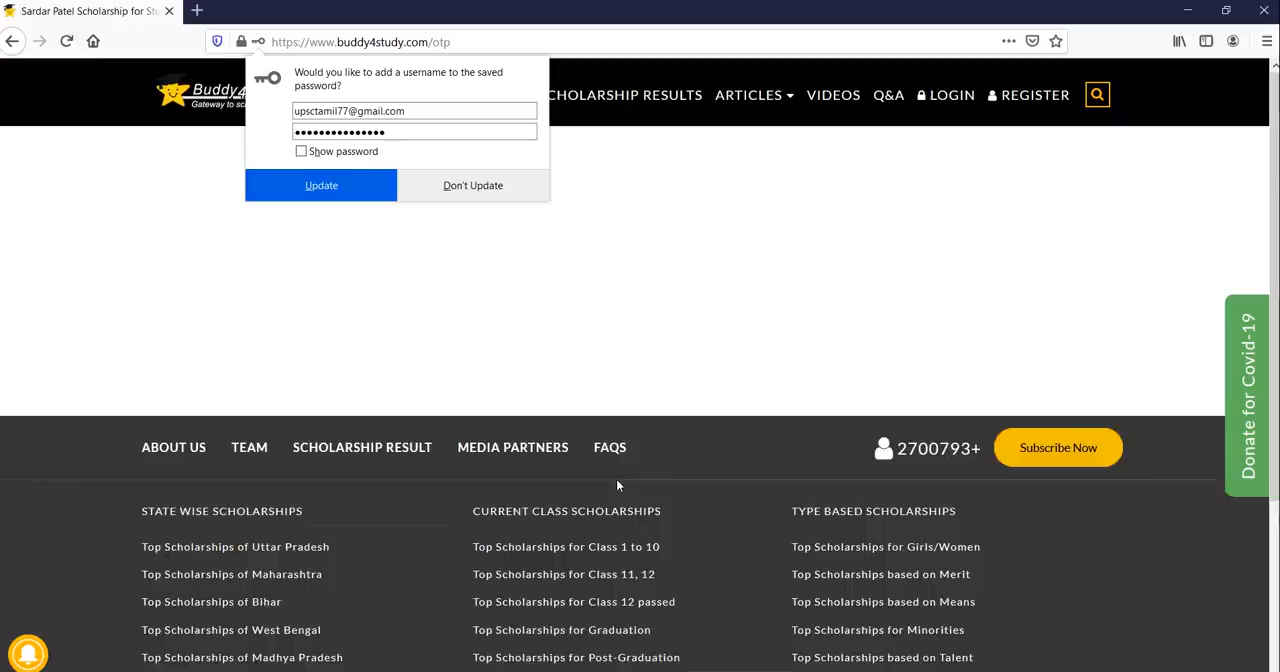 Sardar Patel Scholarship for Stu
https://www.buddy4study.com/otp
Would you like to add a username to the saved
password?
upsctamil77@gmail.com
Show password
Update
Don't Update
Buddy4
Gateway to sc
CHOLARSHIP RESULTS
ARTICLES
VIDEOS
Q&A
LOGIN
REGISTER
Donate for Covid-19
ABOUT US
TEAM
SCHOLARSHIP RESULT
MEDIA PARTNERS
FAQS
2700793+
Subscribe Now
STATE WISE SCHOLARSHIPS
CURRENT CLASS SCHOLARSHIPS
TYPE BASED SCHOLARSHIPS
Top Scholarships of Uttar Pradesh
Top Scholarships for Class 1 to 10
Top Scholarships for Girls/Women
Top Scholarships of Maharashtra
Top Scholarships for Class 11, 12
Top Scholarships based on Merit
Top Scholarships of Bihar
Top Scholarships for Class 12 passed
Top Scholarships based on Means
Top Scholarships of West Bengal
Top Scholarships for Graduation
Top Scholarships for Minorities
Top Scholarships of Madhya Pradesh
Top Scholarships for Post-Graduation
Top Scholarships based on Talent